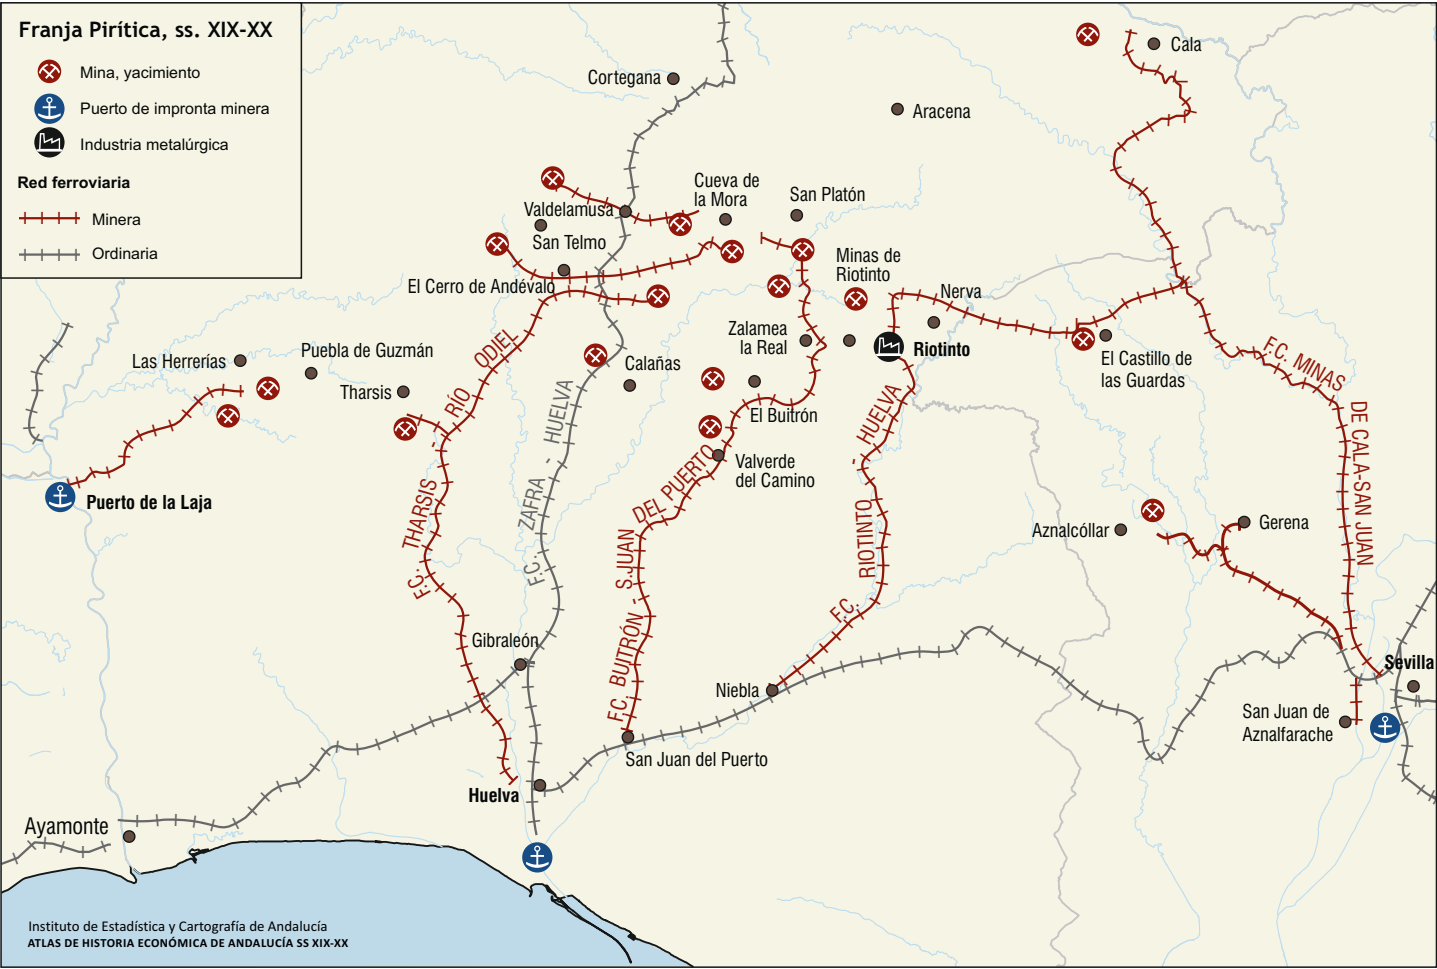 Franja Pirítica, ss. XIX-XX
Mina, yacimiento
Puerto de impronta minera
Industria metalúrgica
Red ferroviaria
Minera
Ordinaria
Cala
Cortegana
Aracena
Cueva de
la Mora
San Platón
Valdelamusa
San Telmo
El Cerro de Andévalo
Minas de
Riotinto
Nerva
Zalamea
la Real
Riotinto
El Castillo de
las Guardas
Las Herrerías
Puebla de Guzmán
Tharsis
Calañas
El Buitrón
Valverde
del Camino
Puerto de la Laja
Aznalcóllar
Gerena
Gibraleón
Niebla
Sevilla
San Juan de
Aznalfarache
San Juan del Puerto
Huelva
Ayamonte
F.C. THARSIS - RÍO ODIEL
F.C. ZAFRA - HUELVA
F.C. BUITRÓN - S.JUAN DEL PUERTO
F.C. RIOTINTO - HUELVA
F.C. MINAS DE CALA-SAN JUAN
Instituto de Estadística y Cartografía de Andalucía
ATLAS DE HISTORIA ECONÓMICA DE ANDALUCÍA SS XIX-XX